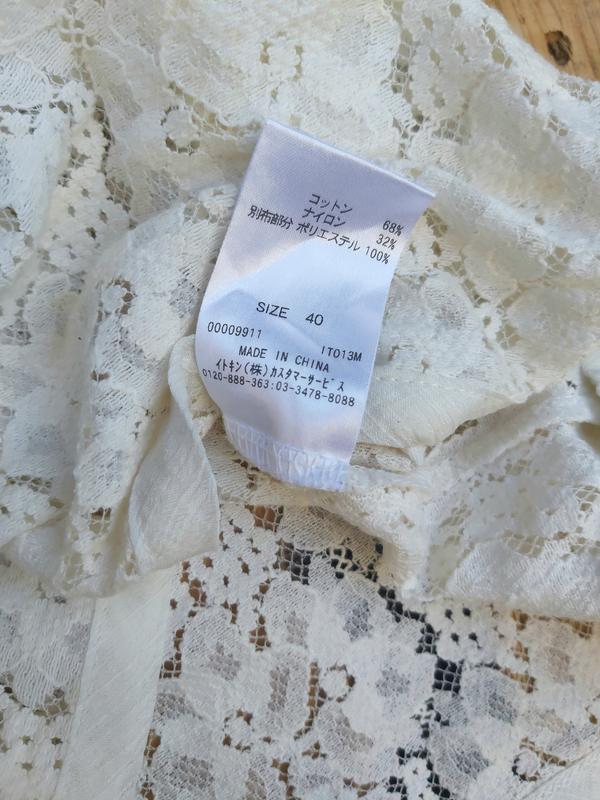 コットン 68%
ナイロン 32%
別布部分 ポリエステル 100%
SIZE 40
00009911 IT013M
MADE IN CHINA
イトキン(株)カスタマーサービス
0120-888-363:03-3478-8088